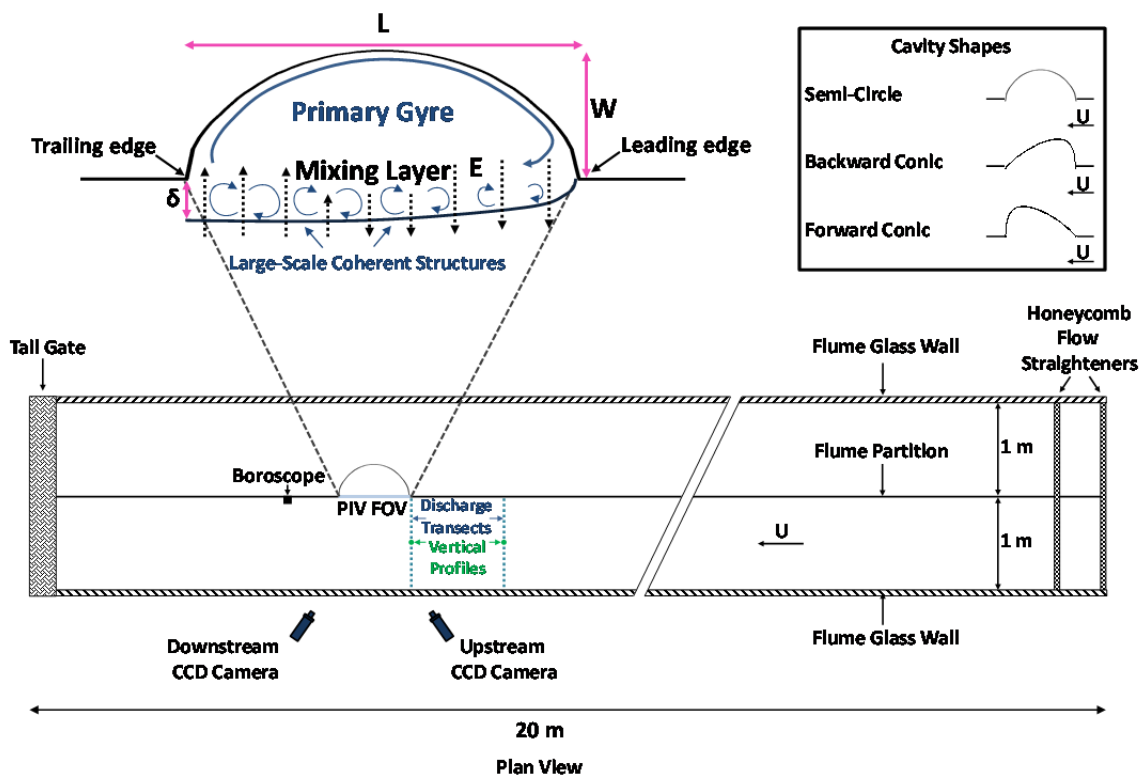 L
Primary Gyre
W
Trailing edge
Leading edge
Mixing Layer
E
δ
Large-Scale Coherent Structures
Cavity Shapes
Semi-Circle
U
Backward Conic
U
Forward Conic
U
Tail Gate
Flume Glass Wall
Honeycomb
Flow
Straighteners
1 m
Boroscope
Flume Partition
PIV FOV
Discharge
Transects
Vertical
Profiles
U
1 m
Downstream
CCD Camera
Upstream
CCD Camera
Flume Glass Wall
20 m
Plan View